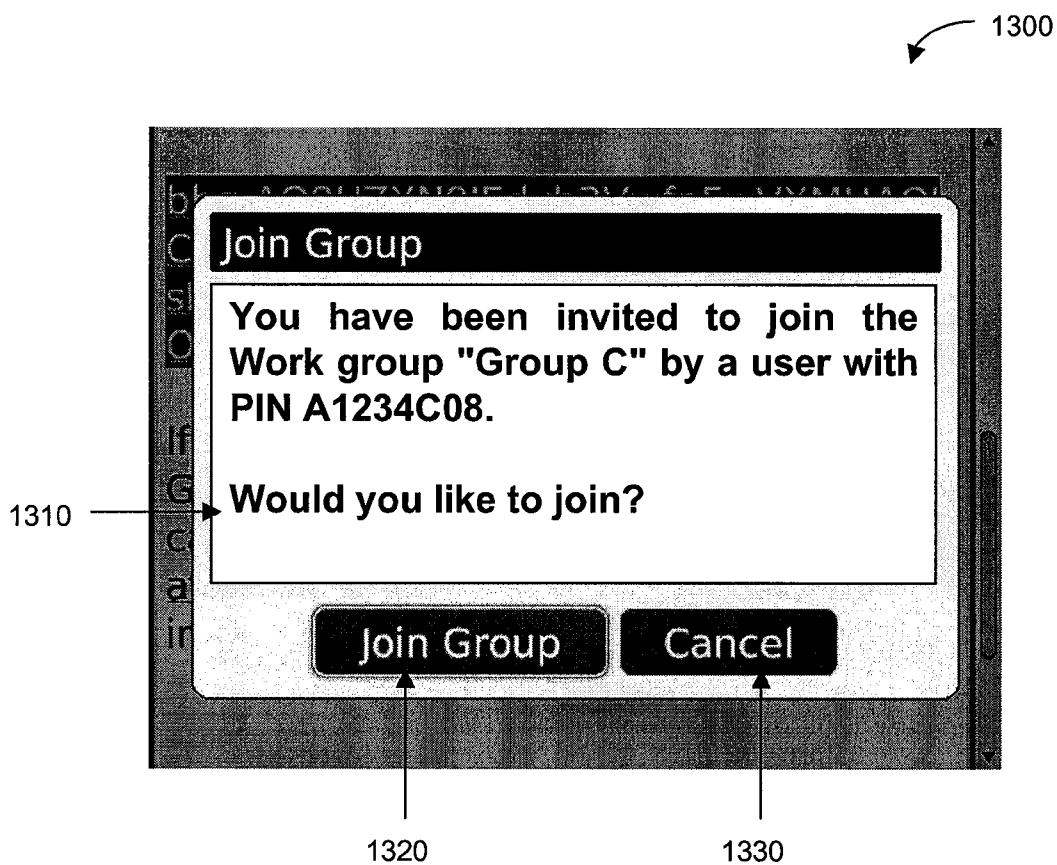 1300
Join Group
You have been invited to join the
Work group "Group C" by a user with
PIN A1234C08.
Would you like to join?
1310
Join Group
Cancel
1320
1330